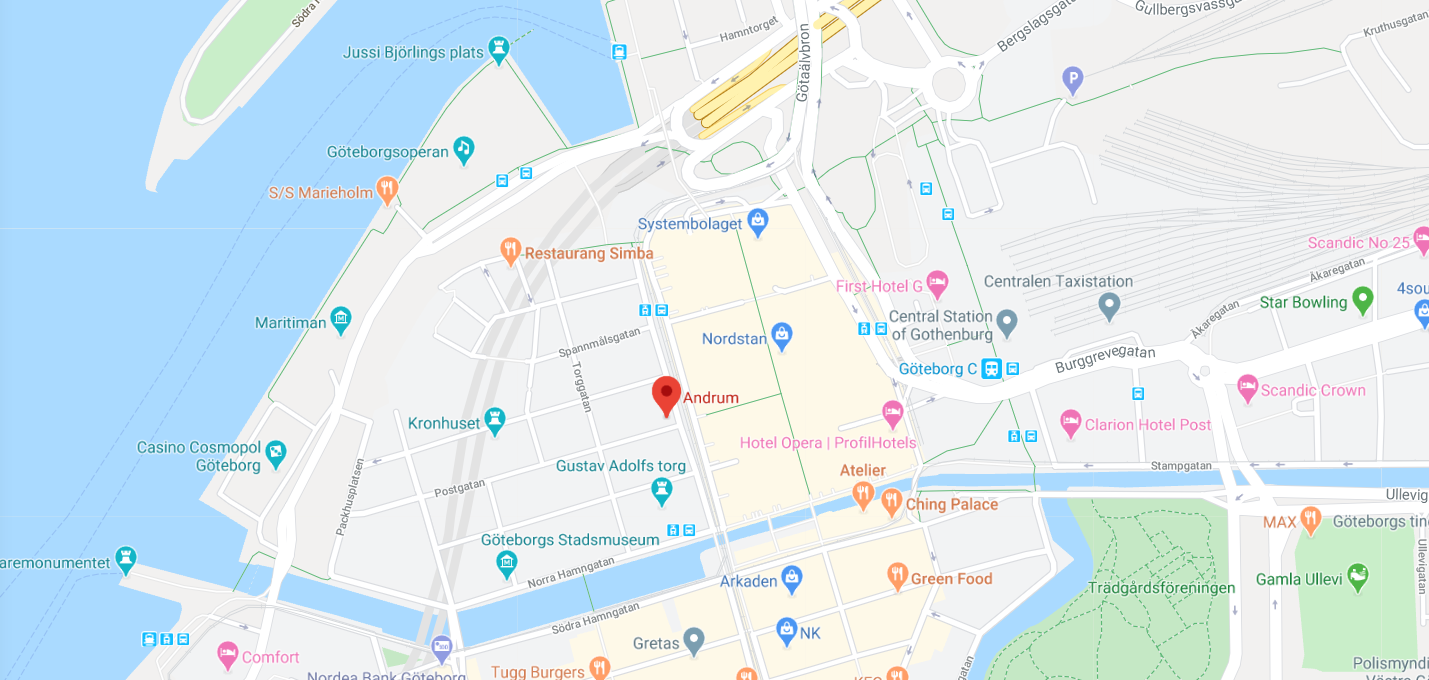 Södra H
Hamntorget
Götaälvbron
Bergslagsgatan
Gullbergsvassga
Kruthusgatan
Jussi Björlings plats
P
Göteborgsoperan
S/S Marieholm
Systembolaget
Restaurang Simba
Scandic No 25
Åkaregatan
First Hotel G
Centralen Taxistation
4sou
Star Bowling
Åkaregatan
Maritiman
Central Station
of Gothenburg
Spannmålsgatan
Nordstan
Burggrevegatan
Göteborg C
Torggatan
Andrum
Scandic Crown
Kronhuset
Clarion Hotel Post
Hotel Opera | ProfilHotels
Casino Cosmopol
Göteborg
Gustav Adolfs torg
Atelier
Stampgatan
Packhusplatsen
Postgatan
Ching Palace
Ullevig
MAX
Göteborgs ting
Göteborgs Stadsmuseum
aremonumentet
Norra Hamngatan
Arkaden
Green Food
Trädgårdsföreningen
Gamla Ullevi
Ullevigatan
Södra Hamngatan
NK
Gretas
Comfort
Nordea Bank Göteborg
Tugg Burgers
KFC
gatan
Polismyndi